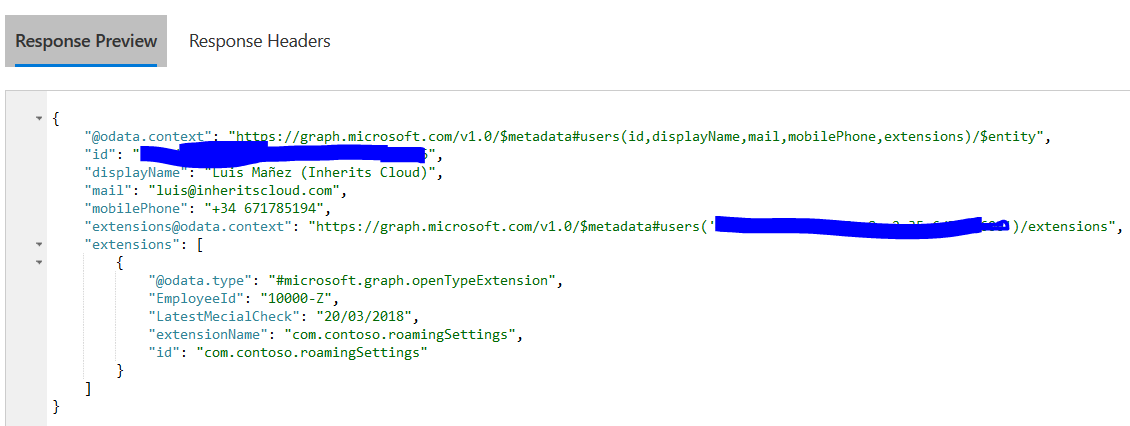 Response Preview Response Headers
{
"@odata.context": "https://graph.microsoft.com/v1.0/$metadata#users(id,displayName,mail,mobilePhone,extensions)/$entity",
"id": " ",
"displayName": "Luis Mañez (Inherits Cloud)",
"mail": "luis@inheritscloud.com",
"mobilePhone": "+34 671785194",
"extensions@odata.context": "https://graph.microsoft.com/v1.0/$metadata#users(' ')/extensions",
"extensions": [
{
"@odata.type": "#microsoft.graph.openTypeExtension",
"EmployeeId": "10000-Z",
"LatestMecialCheck": "20/03/2018",
"extensionName": "com.contoso.roamingSettings",
"id": "com.contoso.roamingSettings"
}
]
}